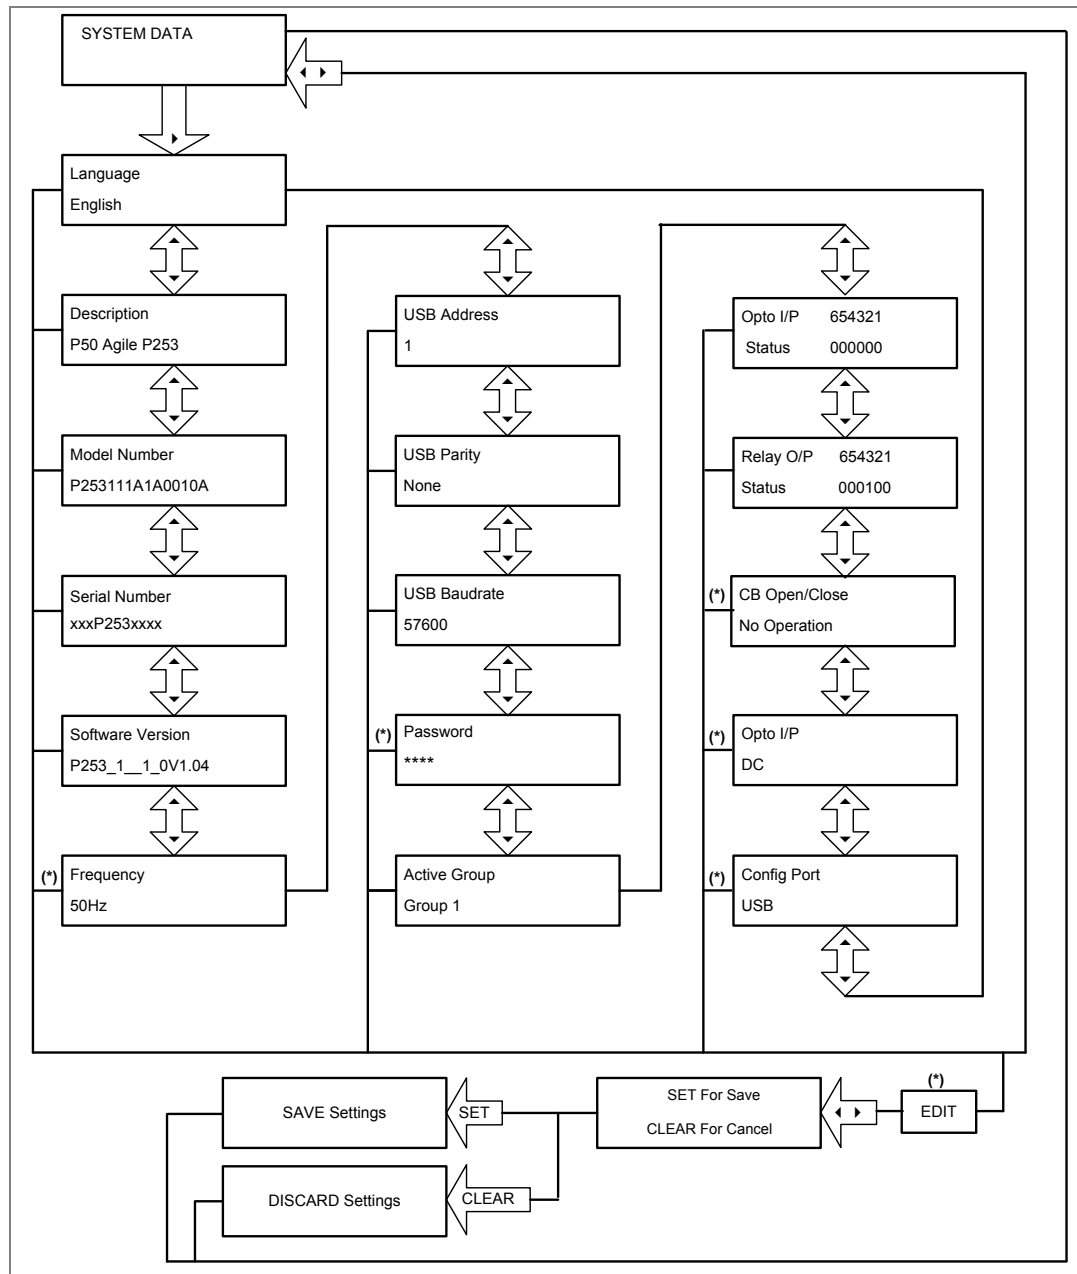 SYSTEM DATA
Language
English
Description
P50 Agile P253
Model Number
P253111A1A0010A
Serial Number
xxxP253xxxx
Software Version
P253_1__1_0V1.04
(*)
Frequency
50Hz
USB Address
1
USB Parity
None
USB Baudrate
57600
(*)
Password
****
Active Group
Group 1
Opto I/P 654321
Status 000000
Relay O/P 654321
Status 000100
(*)
CB Open/Close
No Operation
(*)
Opto I/P
DC
(*)
Config Port
USB
(*)
EDIT
SET For Save
CLEAR For Cancel
SET
SAVE Settings
CLEAR
DISCARD Settings